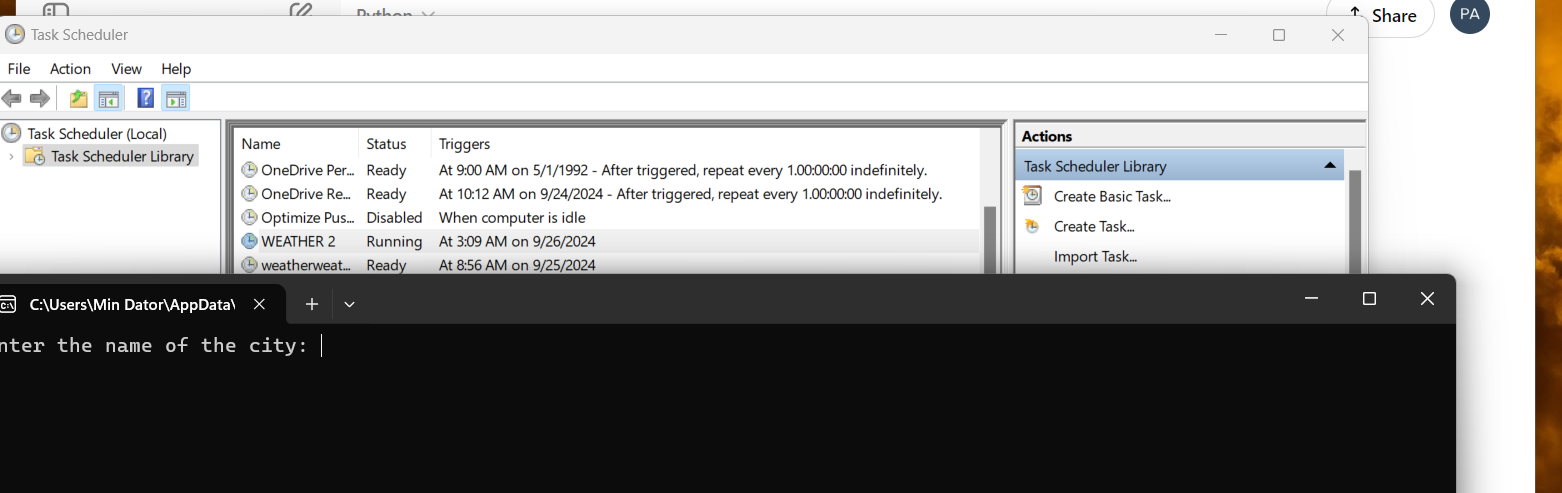 Python
Share
PA
Task Scheduler
File Action View Help
Task Scheduler (Local)
Task Scheduler Library
Name Status Triggers
OneDrive Per... Ready At 9:00 AM on 5/1/1992 - After triggered, repeat every 1.00:00:00 indefinitely.
OneDrive Re... Ready At 10:12 AM on 9/24/2024 - After triggered, repeat every 1.00:00:00 indefinitely.
Optimize Pus... Disabled When computer is idle
WEATHER 2 Running At 3:09 AM on 9/26/2024
weatherweat... Ready At 8:56 AM on 9/25/2024
Actions
Task Scheduler Library
Create Basic Task...
Create Task...
Import Task...
C:\Users\Min Dator\AppData\
nter the name of the city: